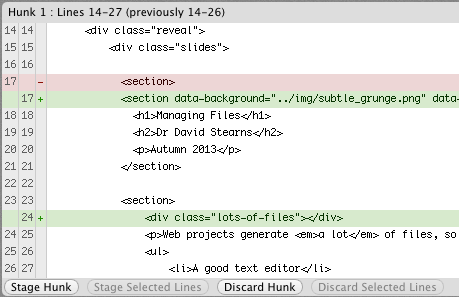 Hunk 1 : Lines 14-27 (previously 14-26)
14 14 <div class="reveal">
15 15 <div class="slides">
16 16
17 - <section>
17 + <section data-background="../img/subtle_grunge.png" data-
18 18 <h1>Managing Files</h1>
19 19 <h2>Dr David Stearns</h2>
20 20 <p>Autumn 2013</p>
21 21 </section>
22 22
23 23 <section>
24 + <div class="lots-of-files"></div>
24 25 <p>Web projects generate <em>a lot</em> of files, so
25 26 <ul>
26 27 <li>A good text editor</li>
Stage Hunk Stage Selected Lines Discard Hunk Discard Selected Lines